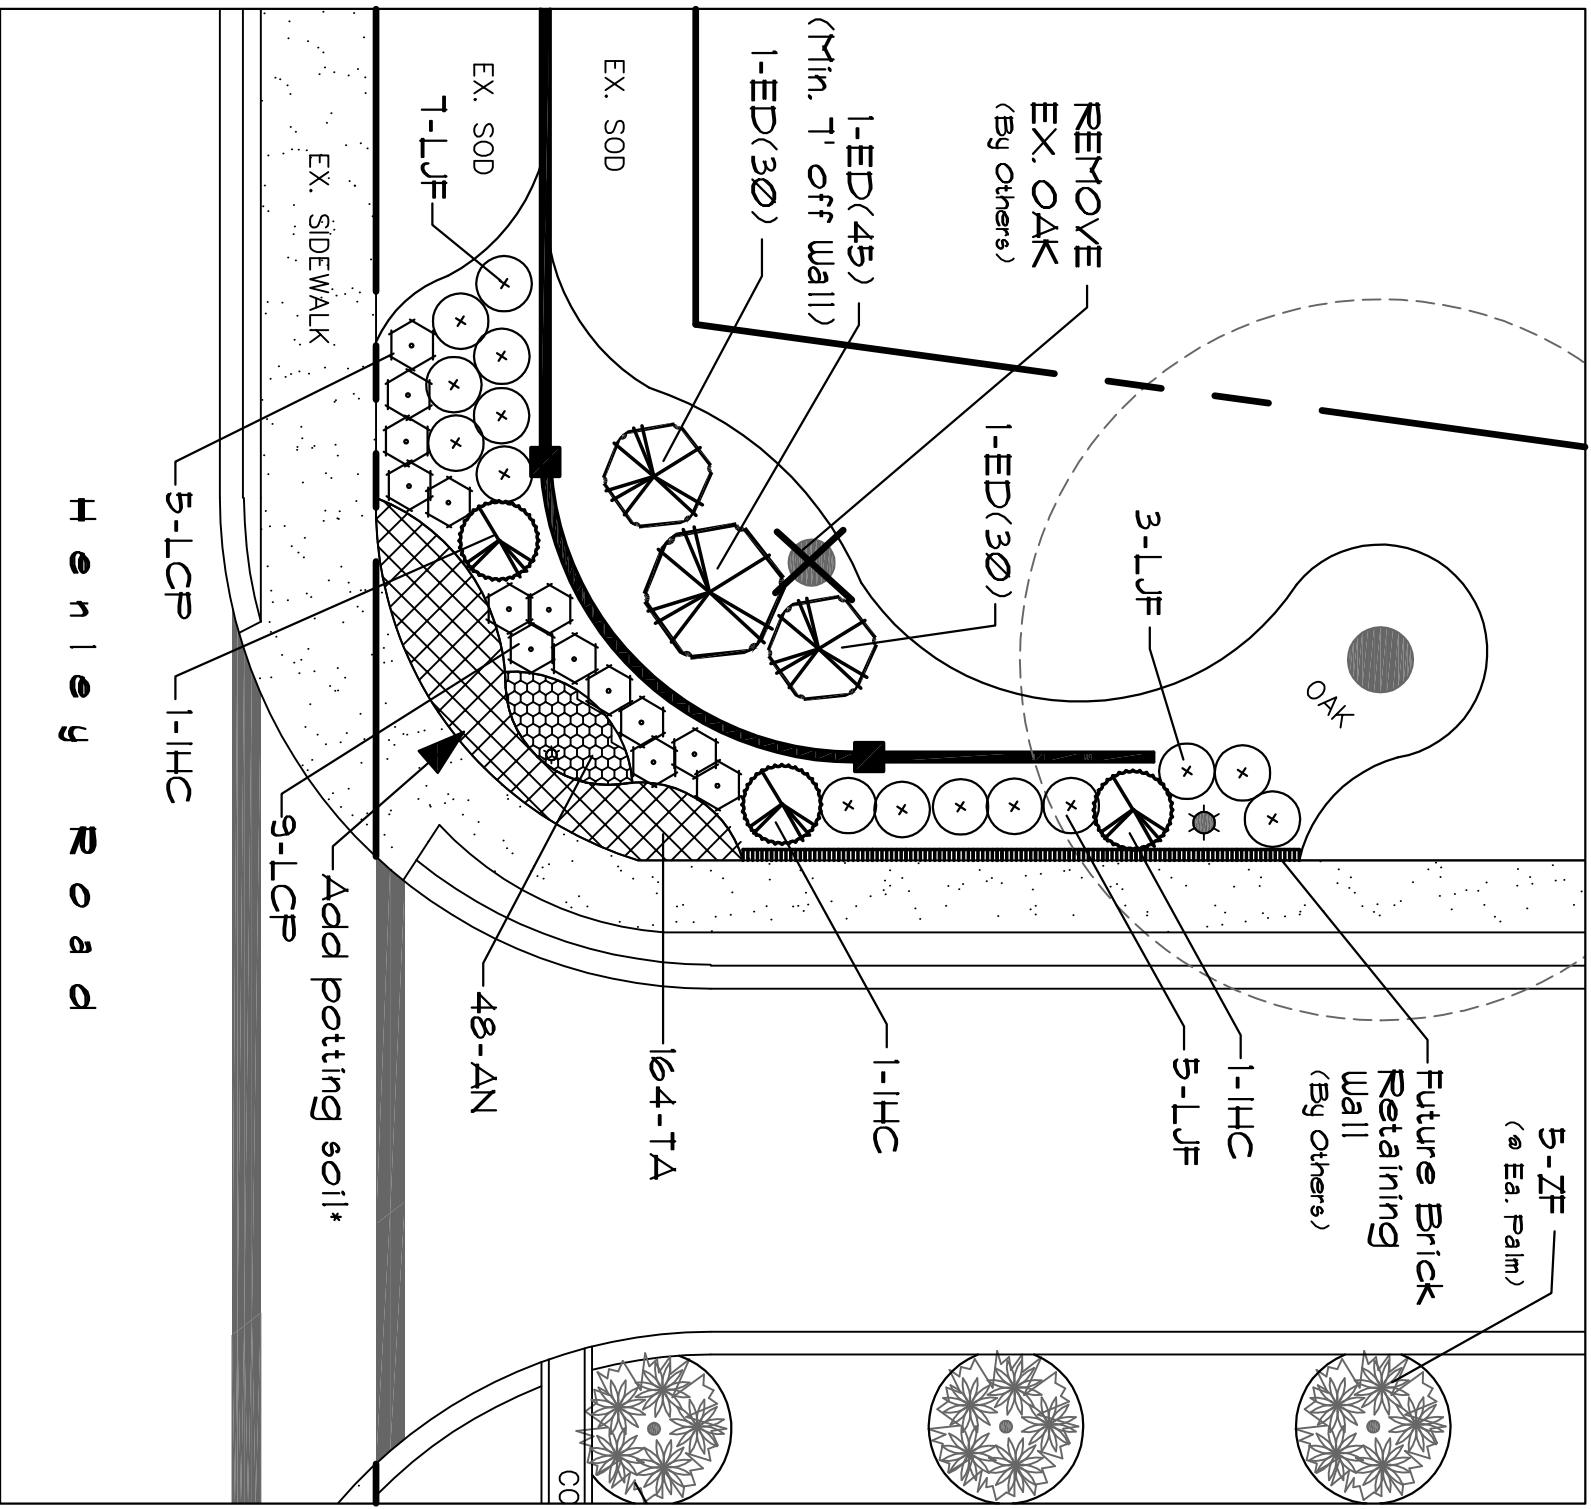 5-ZF
(@ Ea. Palm)
Future Brick
Retaining
Wall
(By Others)
OAK
1-IHC
5-LJF
3-LJF
REMOVE
EX. OAK
(By Others)
1-ED(30)
1-IHC
1-ED(45)
(Min. 7' off Wall)
1-ED(30)
164-TA
EX. SOD
CO
EX. SOD
48-AN
7-LJF
EX. SIDEWALK
Add potting soil*
9-LCP
1-IHC
5-LCP
Henley Road